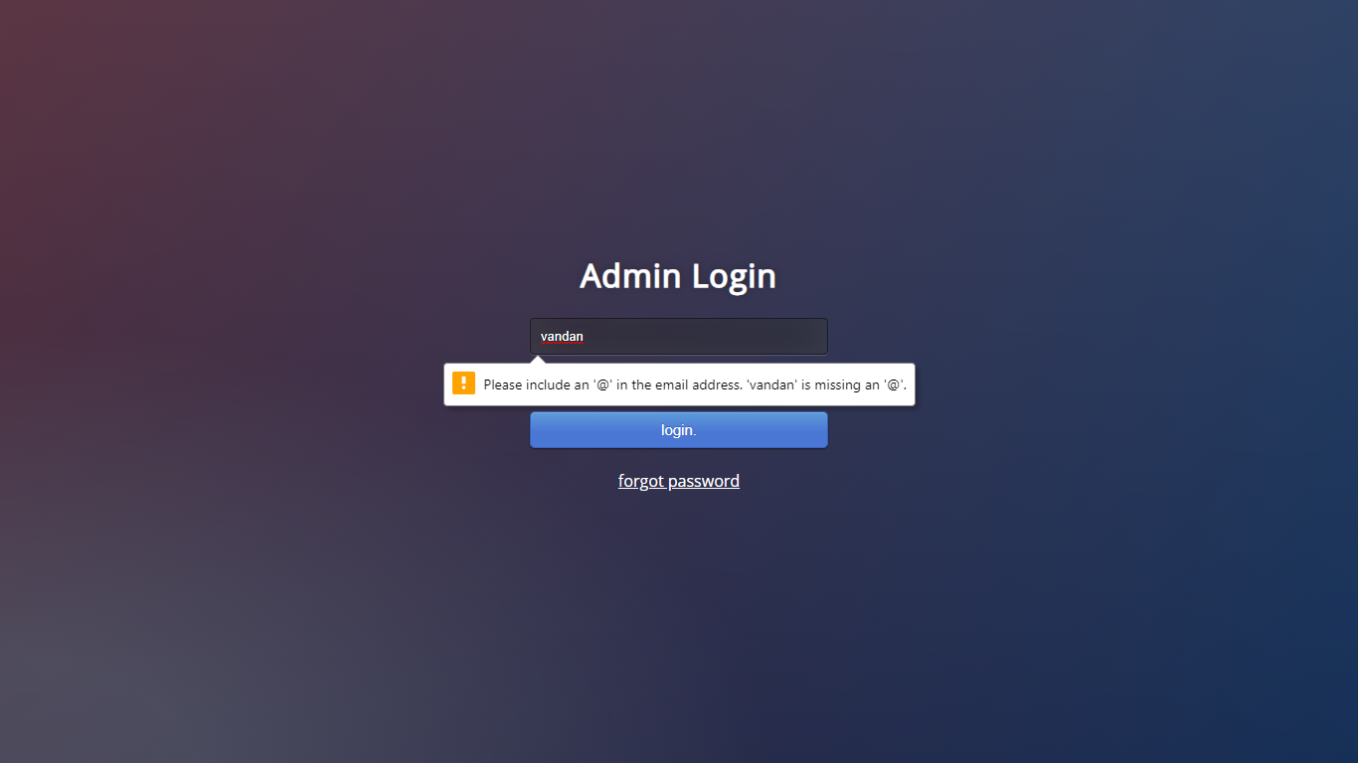 Admin Login
vandan
Please include an '@' in the email address. 'vandan' is missing an '@'.
login.
forgot password